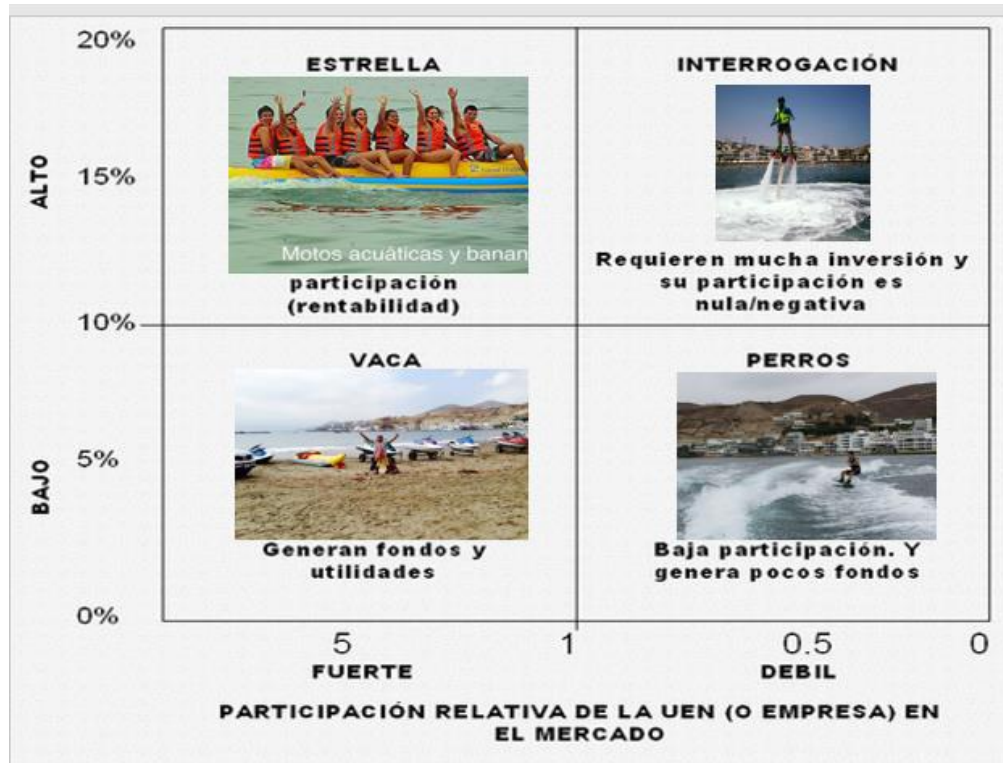 20%
ESTRELLA
INTERROGACIÓN
ALTO
15%
Motos acuáticas y banan
participación
(rentabilidad)
Requieren mucha inversión y
su participación es
nula/negativa
10%
VACA
PERROS
BAJO
5%
Generan fondos y
utilidades
Baja participación. Y
genera pocos fondos
0%
5
1
0.5
0
FUERTE
DEBIL
PARTICIPACIÓN RELATIVA DE LA UEN (O EMPRESA) EN
EL MERCADO